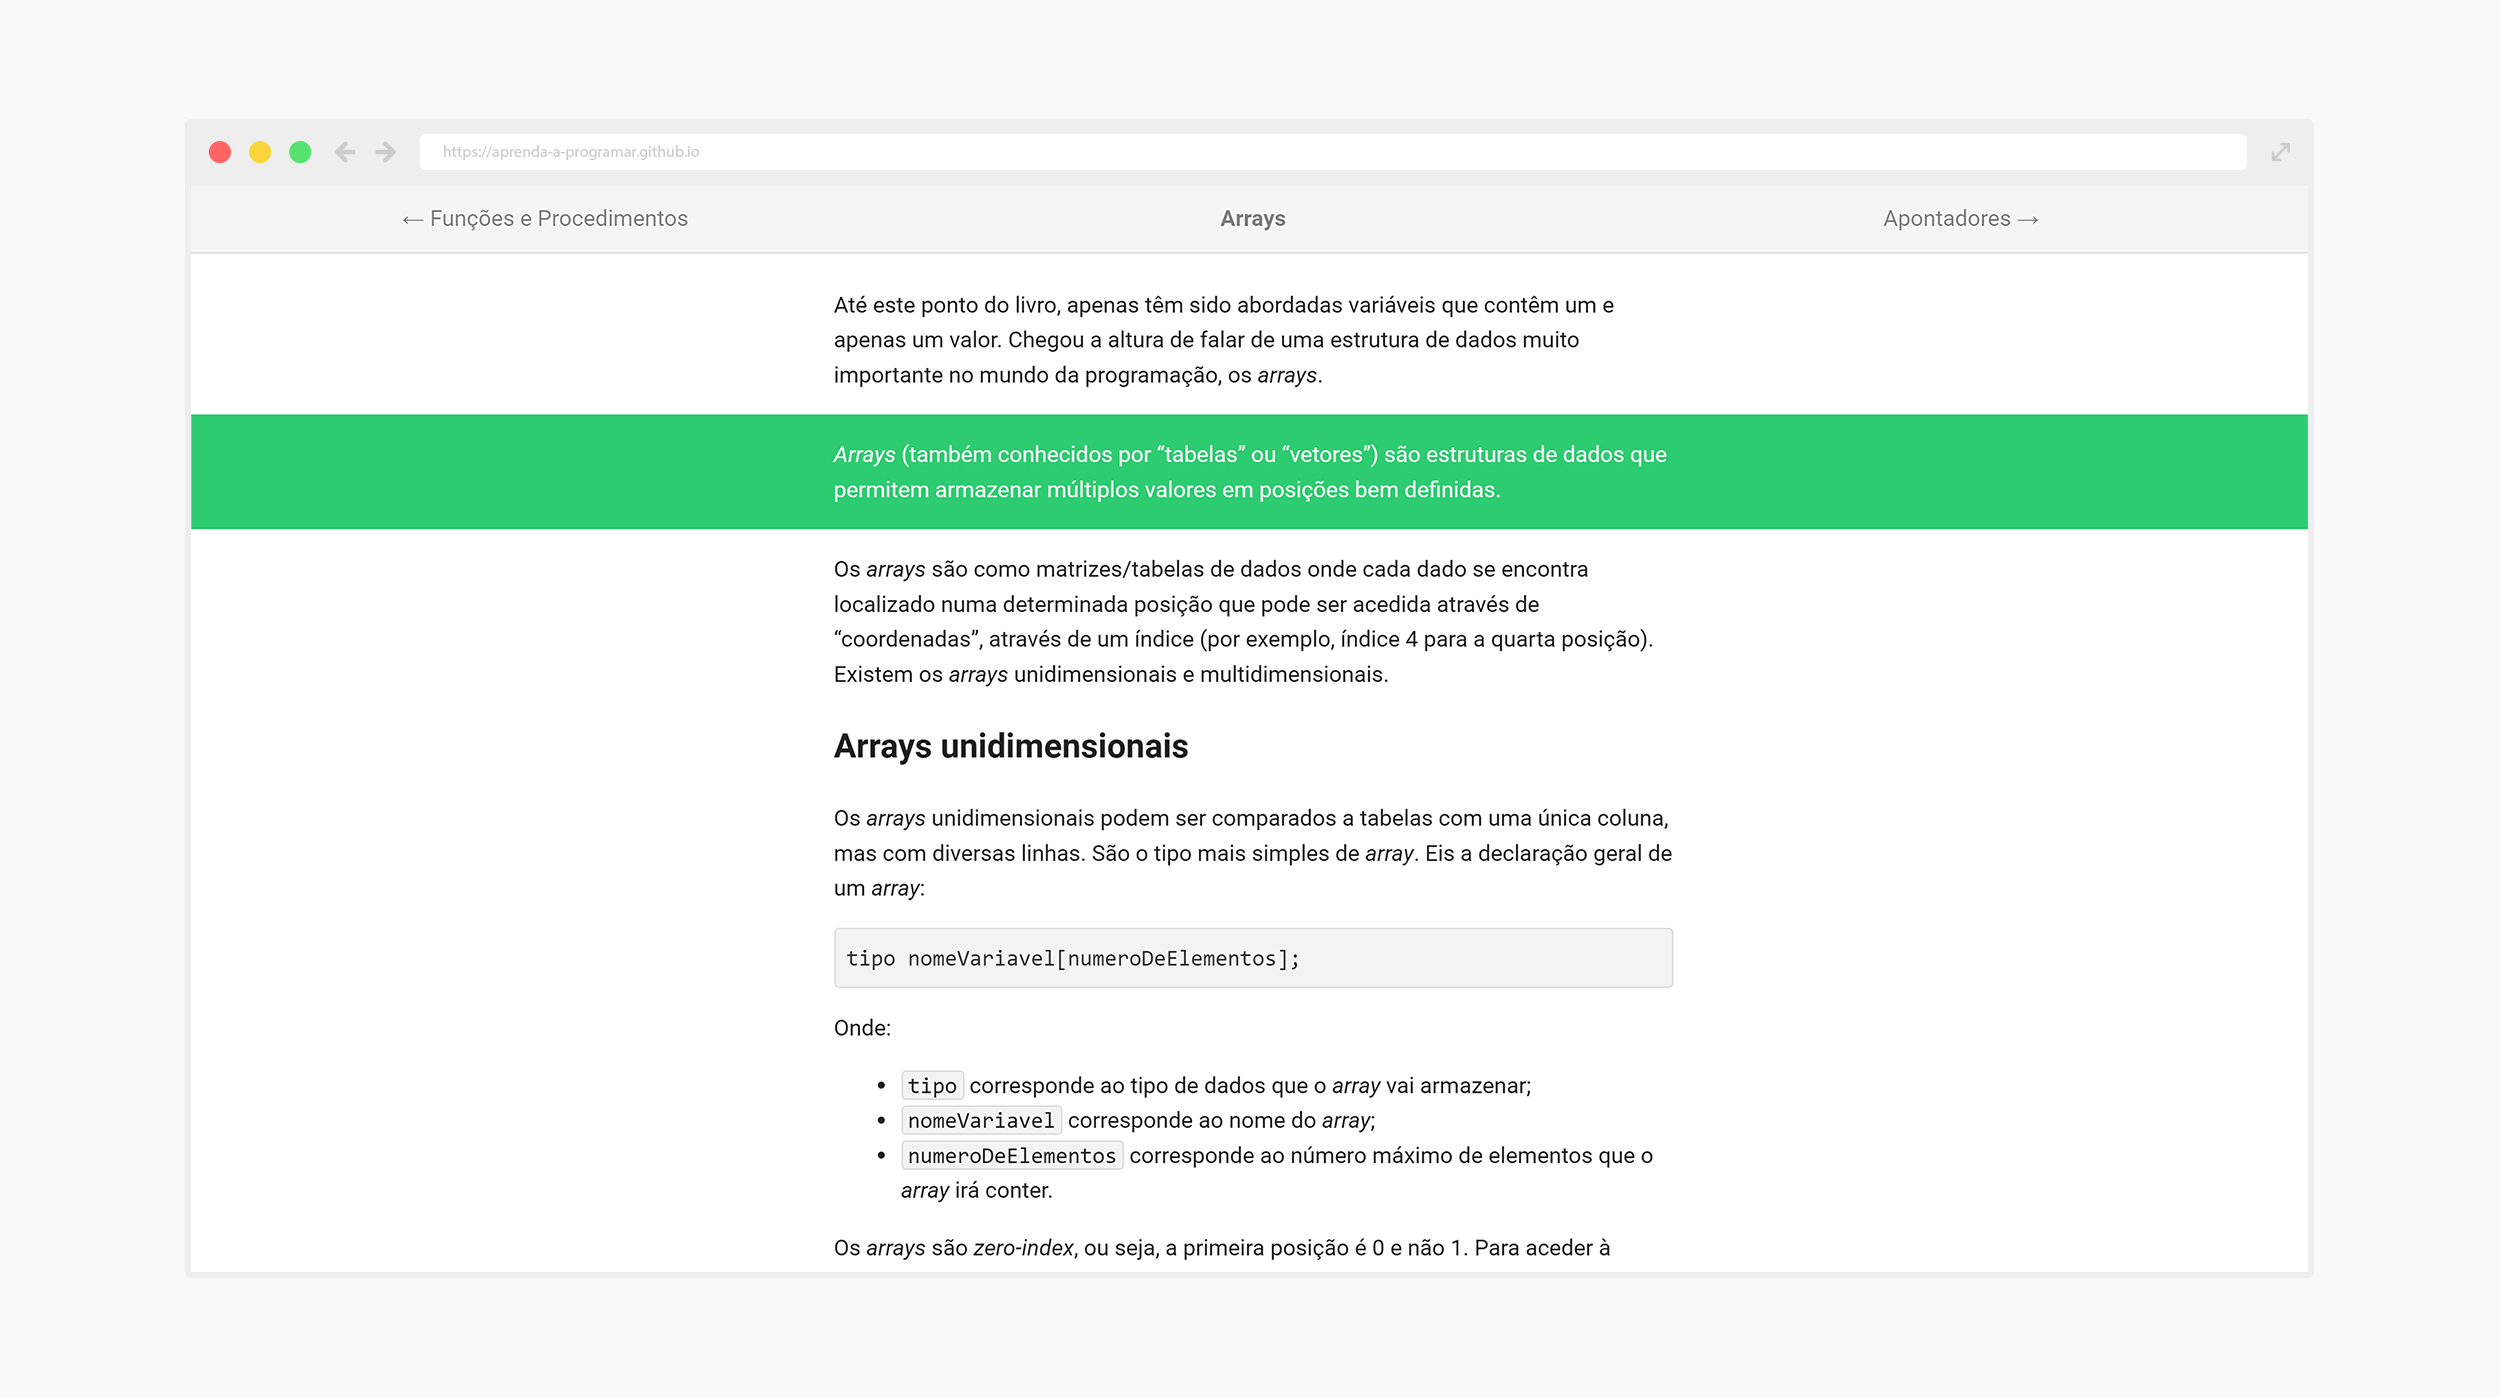 https://aprenda-a-programar.github.io
← Funções e Procedimentos
Arrays
Apontadores →
Até este ponto do livro, apenas têm sido abordadas variáveis que contêm um e
apenas um valor. Chegou a altura de falar de uma estrutura de dados muito
importante no mundo da programação, os arrays.
Arrays (também conhecidos por “tabelas” ou “vetores”) são estruturas de dados que
permitem armazenar múltiplos valores em posições bem definidas.
Os arrays são como matrizes/tabelas de dados onde cada dado se encontra
localizado numa determinada posição que pode ser acedida através de
“coordenadas”, através de um índice (por exemplo, índice 4 para a quarta posição).
Existem os arrays unidimensionais e multidimensionais.
Arrays unidimensionais
Os arrays unidimensionais podem ser comparados a tabelas com uma única coluna,
mas com diversas linhas. São o tipo mais simples de array. Eis a declaração geral de
um array:
tipo nomeVariavel[numeroDeElementos];
Onde:
• tipo corresponde ao tipo de dados que o array vai armazenar;
• nomeVariavel corresponde ao nome do array;
• numeroDeElementos corresponde ao número máximo de elementos que o
array irá conter.
Os arrays são zero-index, ou seja, a primeira posição é 0 e não 1. Para aceder à